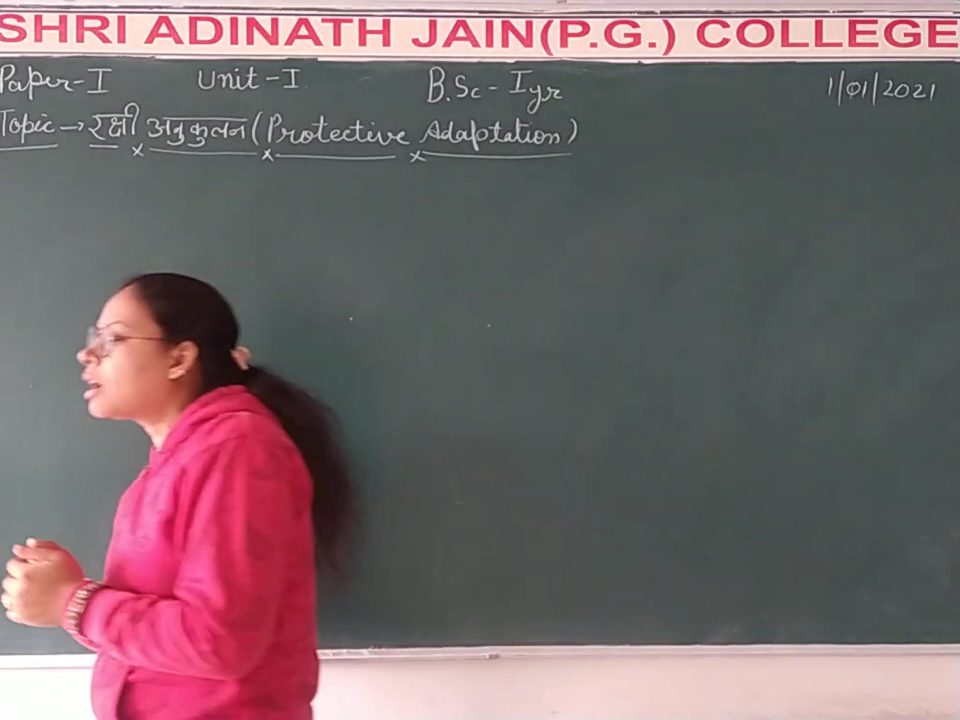 SHRI ADINATH JAIN(P.G.) COLLEGE
Paper-I Unit-I B.Sc-Iyr 1/01/2021
Topic → रक्षी अनुकुलन (Protective Adaptation)